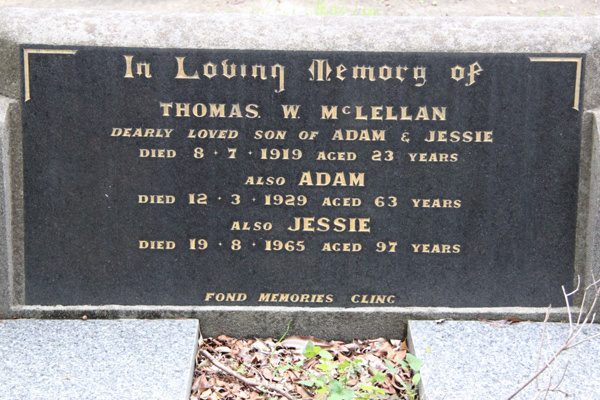 In Loving Memory of
THOMAS. W. McLELLAN
DEARLY LOVED SON OF ADAM & JESSIE
DIED 8·7·1919 AGED 23 YEARS
ALSO ADAM
DIED 12·3·1929 AGED 63 YEARS
ALSO JESSIE
DIED 19·8·1965 AGED 97 YEARS
FOND MEMORIES CLING